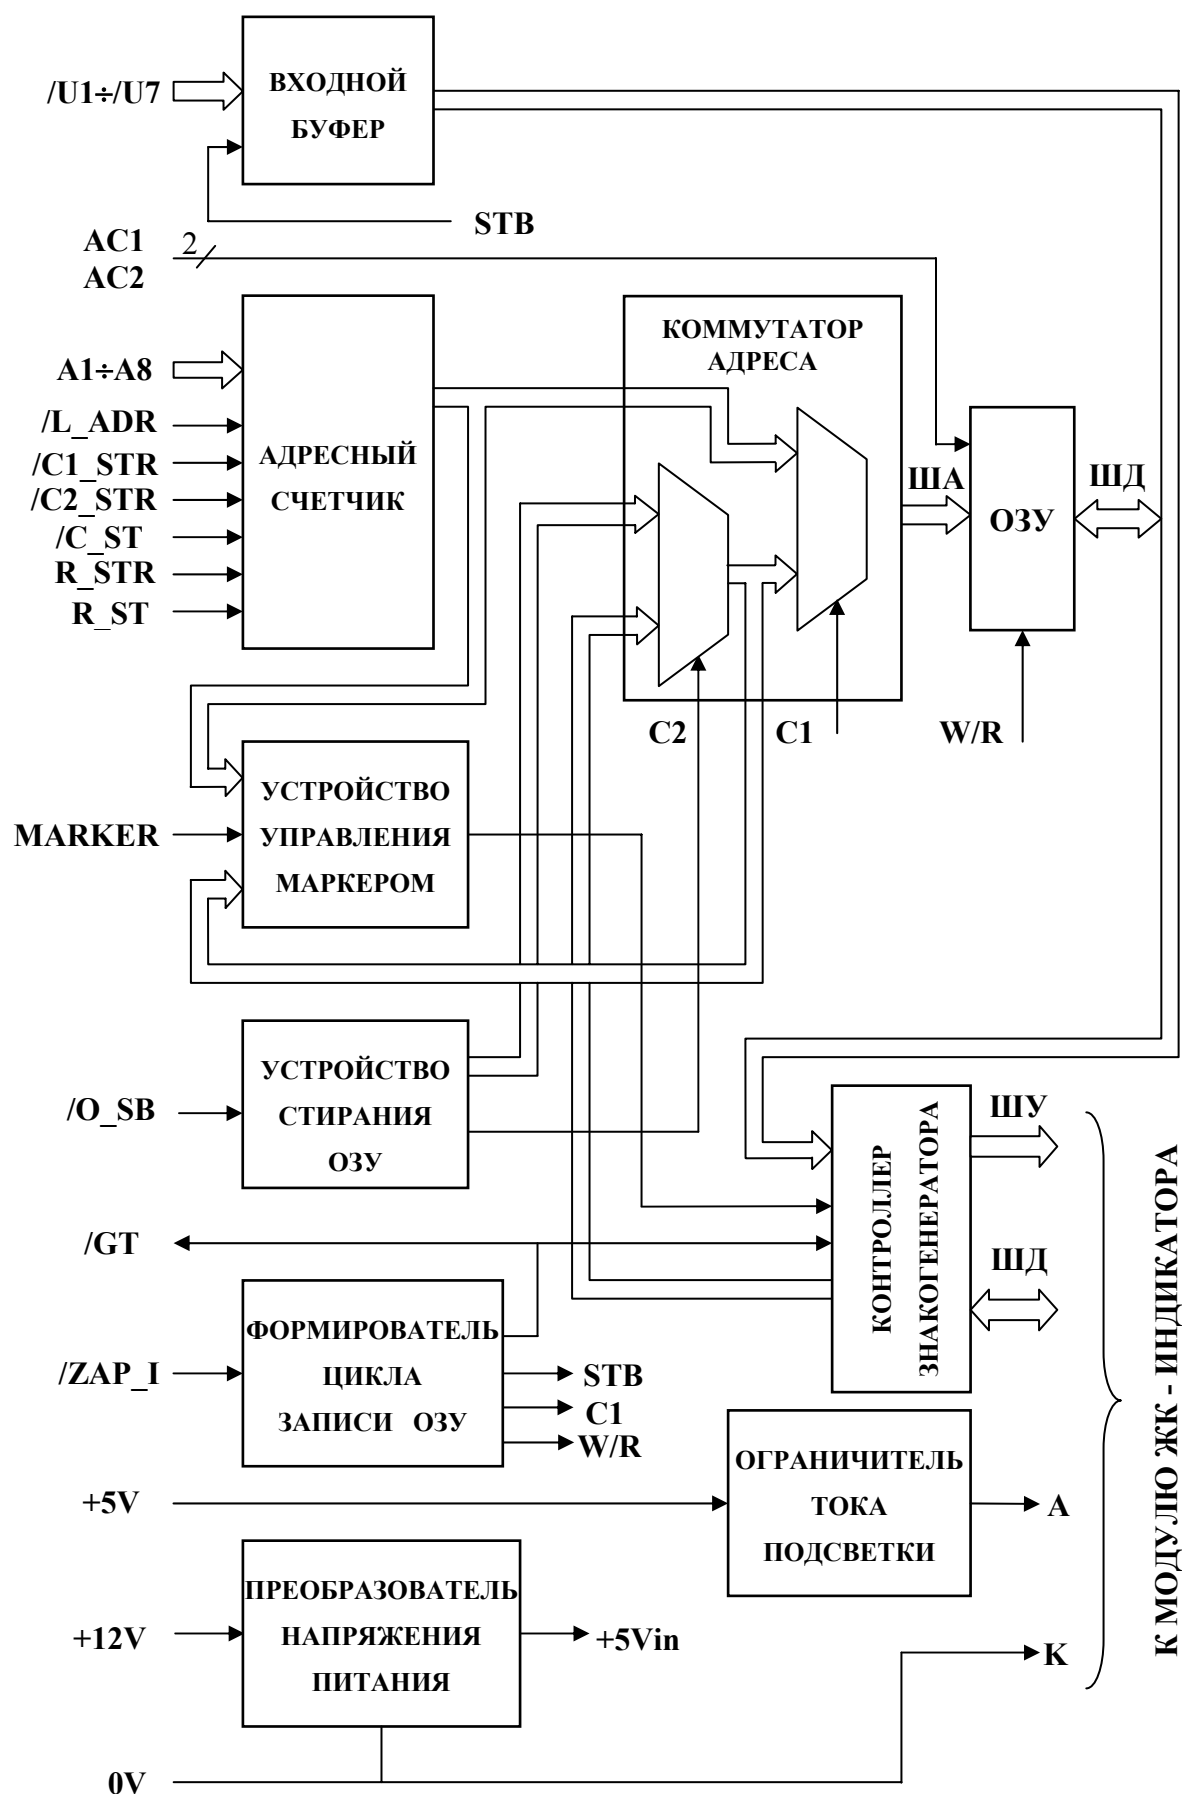 /U1÷/U7
ВХОДНОЙ
БУФЕР
STB
AC1
AC2
2
A1÷A8
/L_ADR
/C1_STR
/C2_STR
/C_ST
R_STR
R_ST
АДРЕСНЫЙ
СЧЕТЧИК
КОММУТАТОР
АДРЕСА
ША
ОЗУ
ШД
C2
C1
W/R
MARKER
УСТРОЙСТВО
УПРАВЛЕНИЯ
МАРКЕРОМ
/O_SB
УСТРОЙСТВО
СТИРАНИЯ
ОЗУ
/GT
КОНТРОЛЛЕР
ЗНАКОГЕНЕРАТОРА
ШУ
ШД
/ZAP_I
ФОРМИРОВАТЕЛЬ
ЦИКЛА
ЗАПИСИ ОЗУ
STB
C1
W/R
+5V
ОГРАНИЧИТЕЛЬ
ТОКА
ПОДСВЕТКИ
A
+12V
ПРЕОБРАЗОВАТЕЛЬ
НАПРЯЖЕНИЯ
ПИТАНИЯ
+5Vin
K
0V
К МОДУЛЮ ЖК - ИНДИКАТОРА